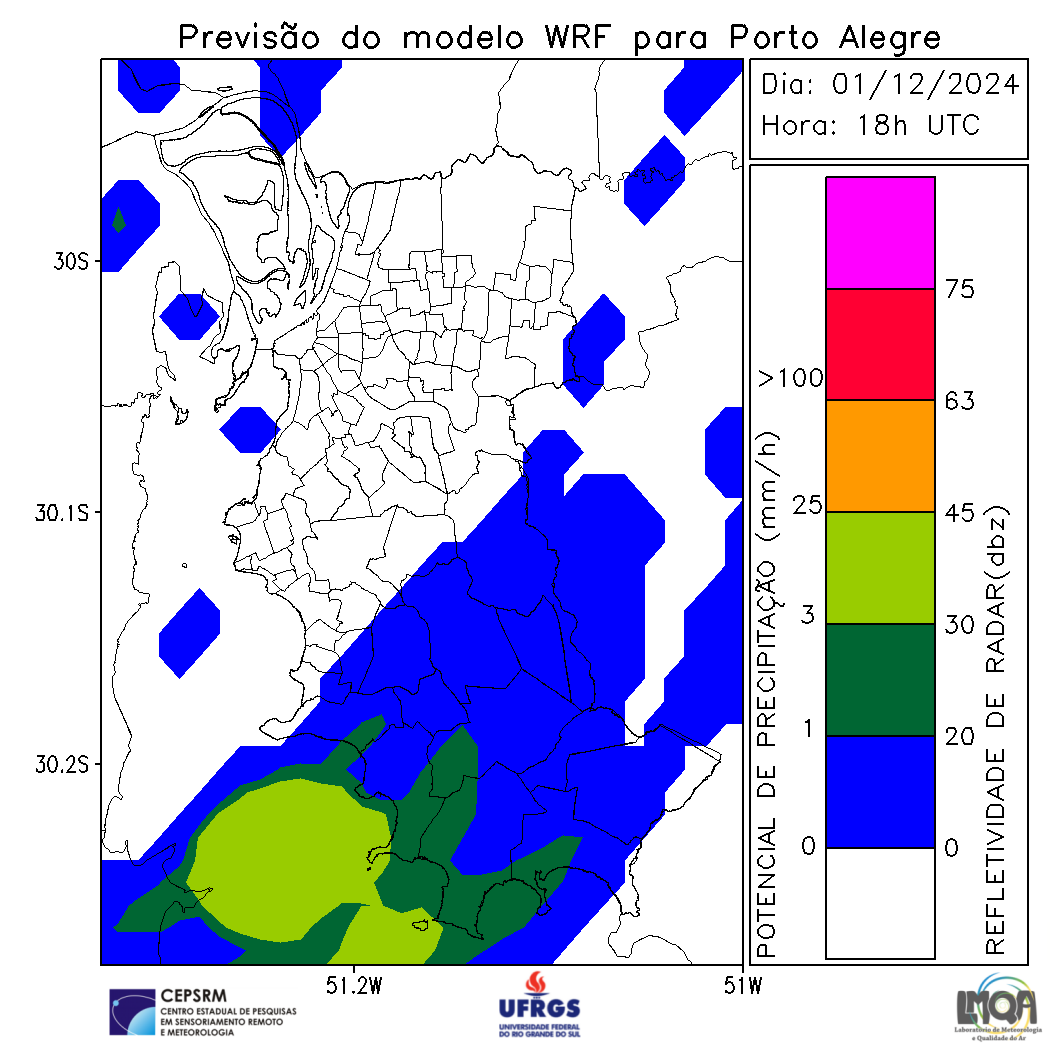 Previsão do modelo WRF para Porto Alegre
Dia: 01/12/2024
Hora: 18h UTC
30S
30.1S
30.2S
51.2W
51W
POTENCIAL DE PRECIPITAÇÃO (mm/h)
>100
25
3
1
0
75
63
45
30
20
0
REFLETIVIDADE DE RADAR(dbz)
CEPSRM
CENTRO ESTADUAL DE PESQUISAS
EM SENSORIAMENTO REMOTO
E METEOROLOGIA
UFRGS
UNIVERSIDADE FEDERAL
DO RIO GRANDE DO SUL
LMQA
Laboratório de Meteorologia
e Qualidade do Ar